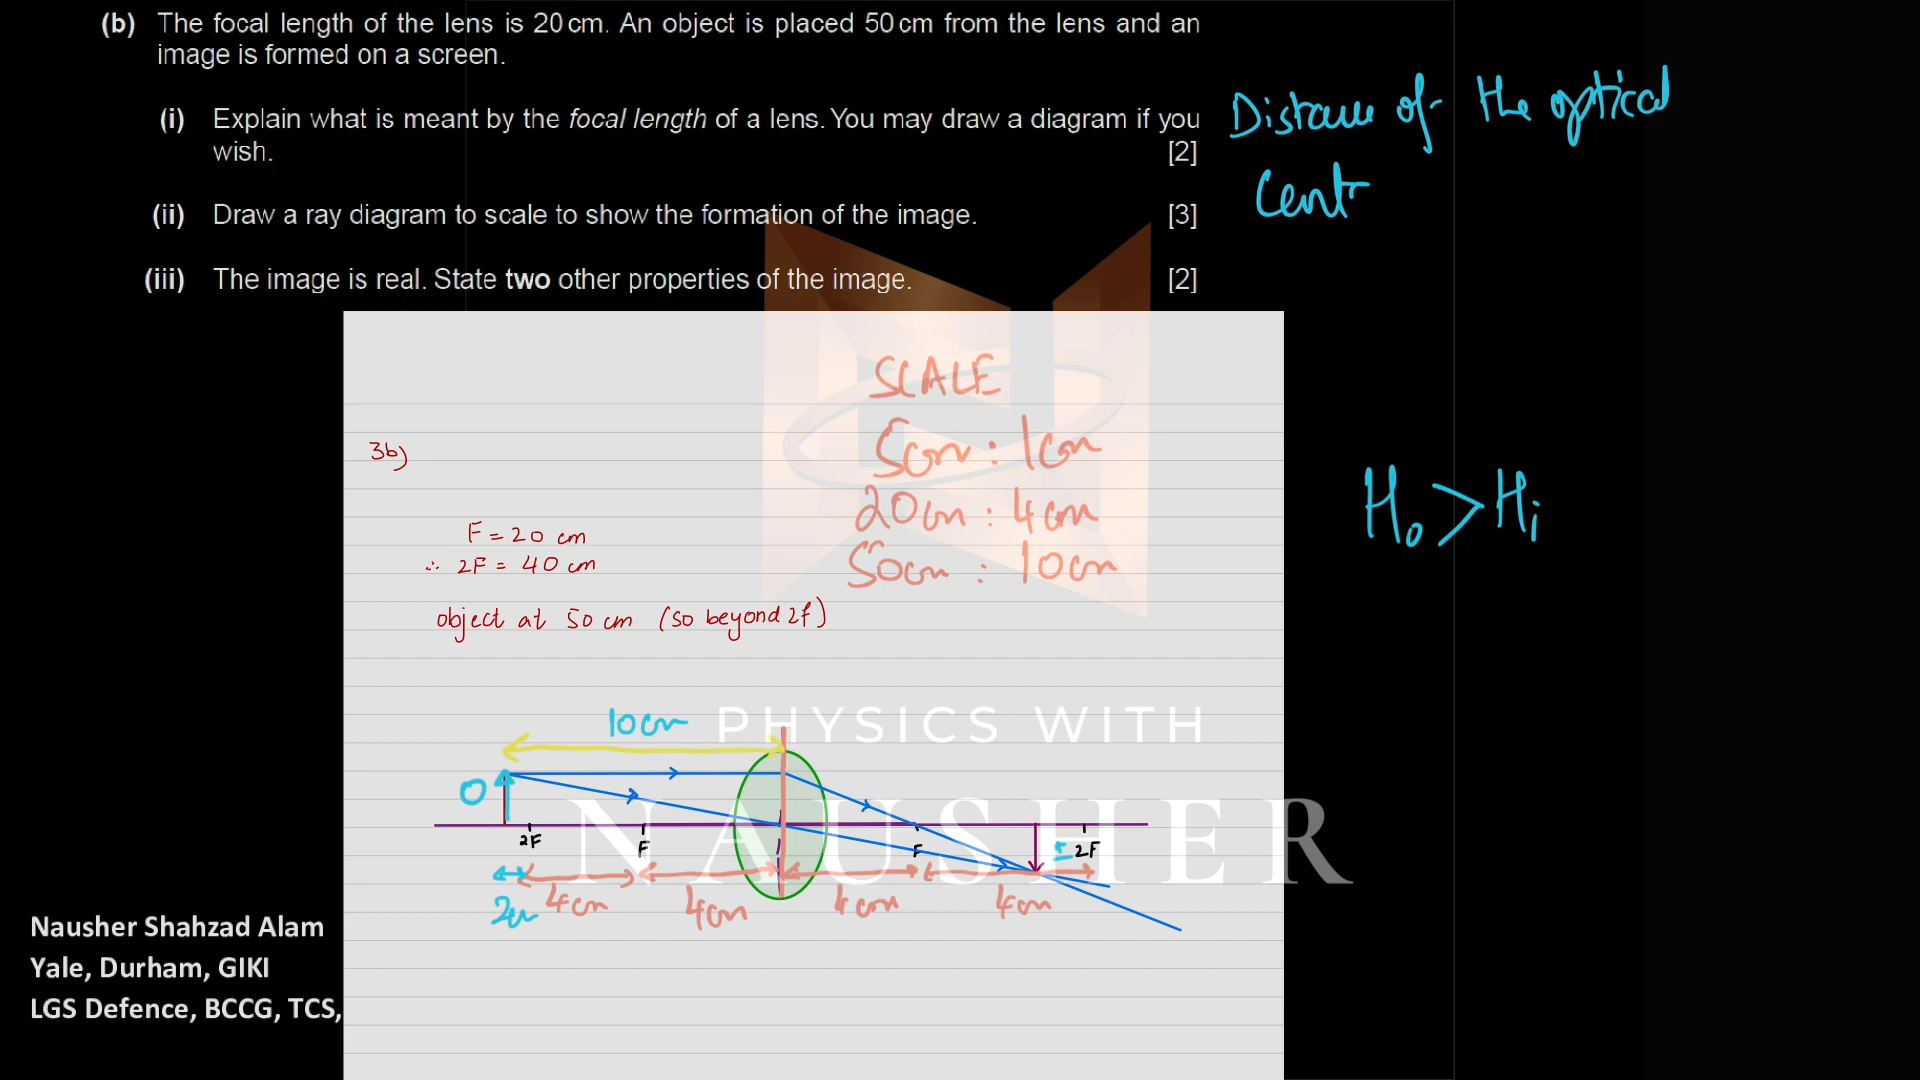 (b) The focal length of the lens is 20 cm. An object is placed 50 cm from the lens and an
image is formed on a screen.
(i) Explain what is meant by the focal length of a lens. You may draw a diagram if you
wish. [2]
(ii) Draw a ray diagram to scale to show the formation of the image. [3]
(iii) The image is real. State two other properties of the image. [2]
Distance of the optical
Centr
SCALE
5cm : 1cm
20cm : 4cm
50cm : 10cm
3b)
F = 20 cm
∴ 2F = 40 cm
object at 50 cm (so beyond 2f)
Ho > Hi
10cm
PHYSICS WITH
NAUSHER
O
2F
F
F
2F
4cm
4cm
4cm
4cm
Nausher Shahzad Alam
Yale, Durham, GIKI
LGS Defence, BCCG, TCS,